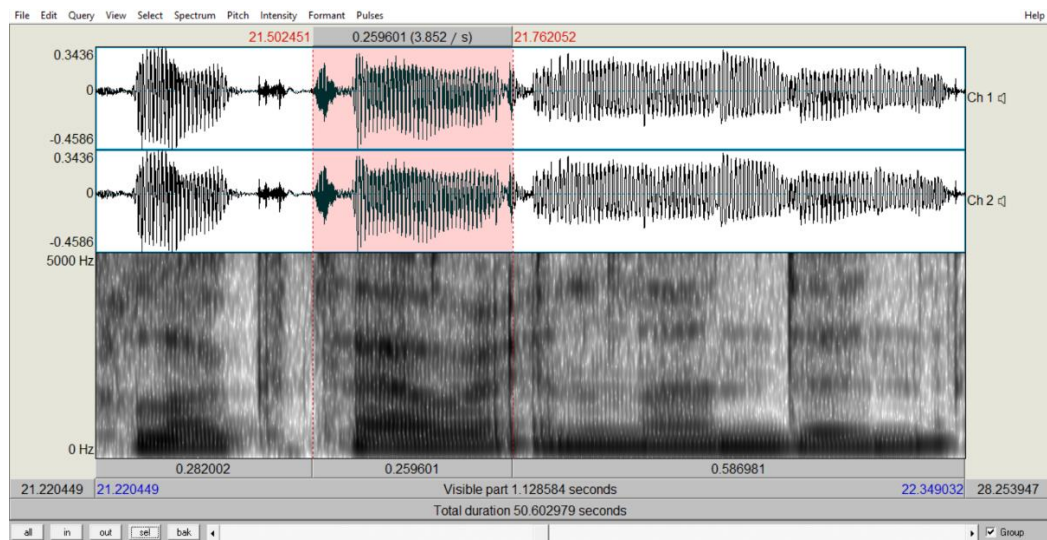 File Edit Query View Select Spectrum Pitch Intensity Formant Pulses Help
21.502451 0.259601 (3.852 / s) 21.762052
0.3436
0
-0.4586
Ch 1
0.3436
0
-0.4586
Ch 2
5000 Hz
0 Hz
0.282002 0.259601 0.586981
21.220449 21.220449 Visible part 1.128584 seconds 22.349032 28.253947
Total duration 50.602979 seconds
all in out sel bak Group